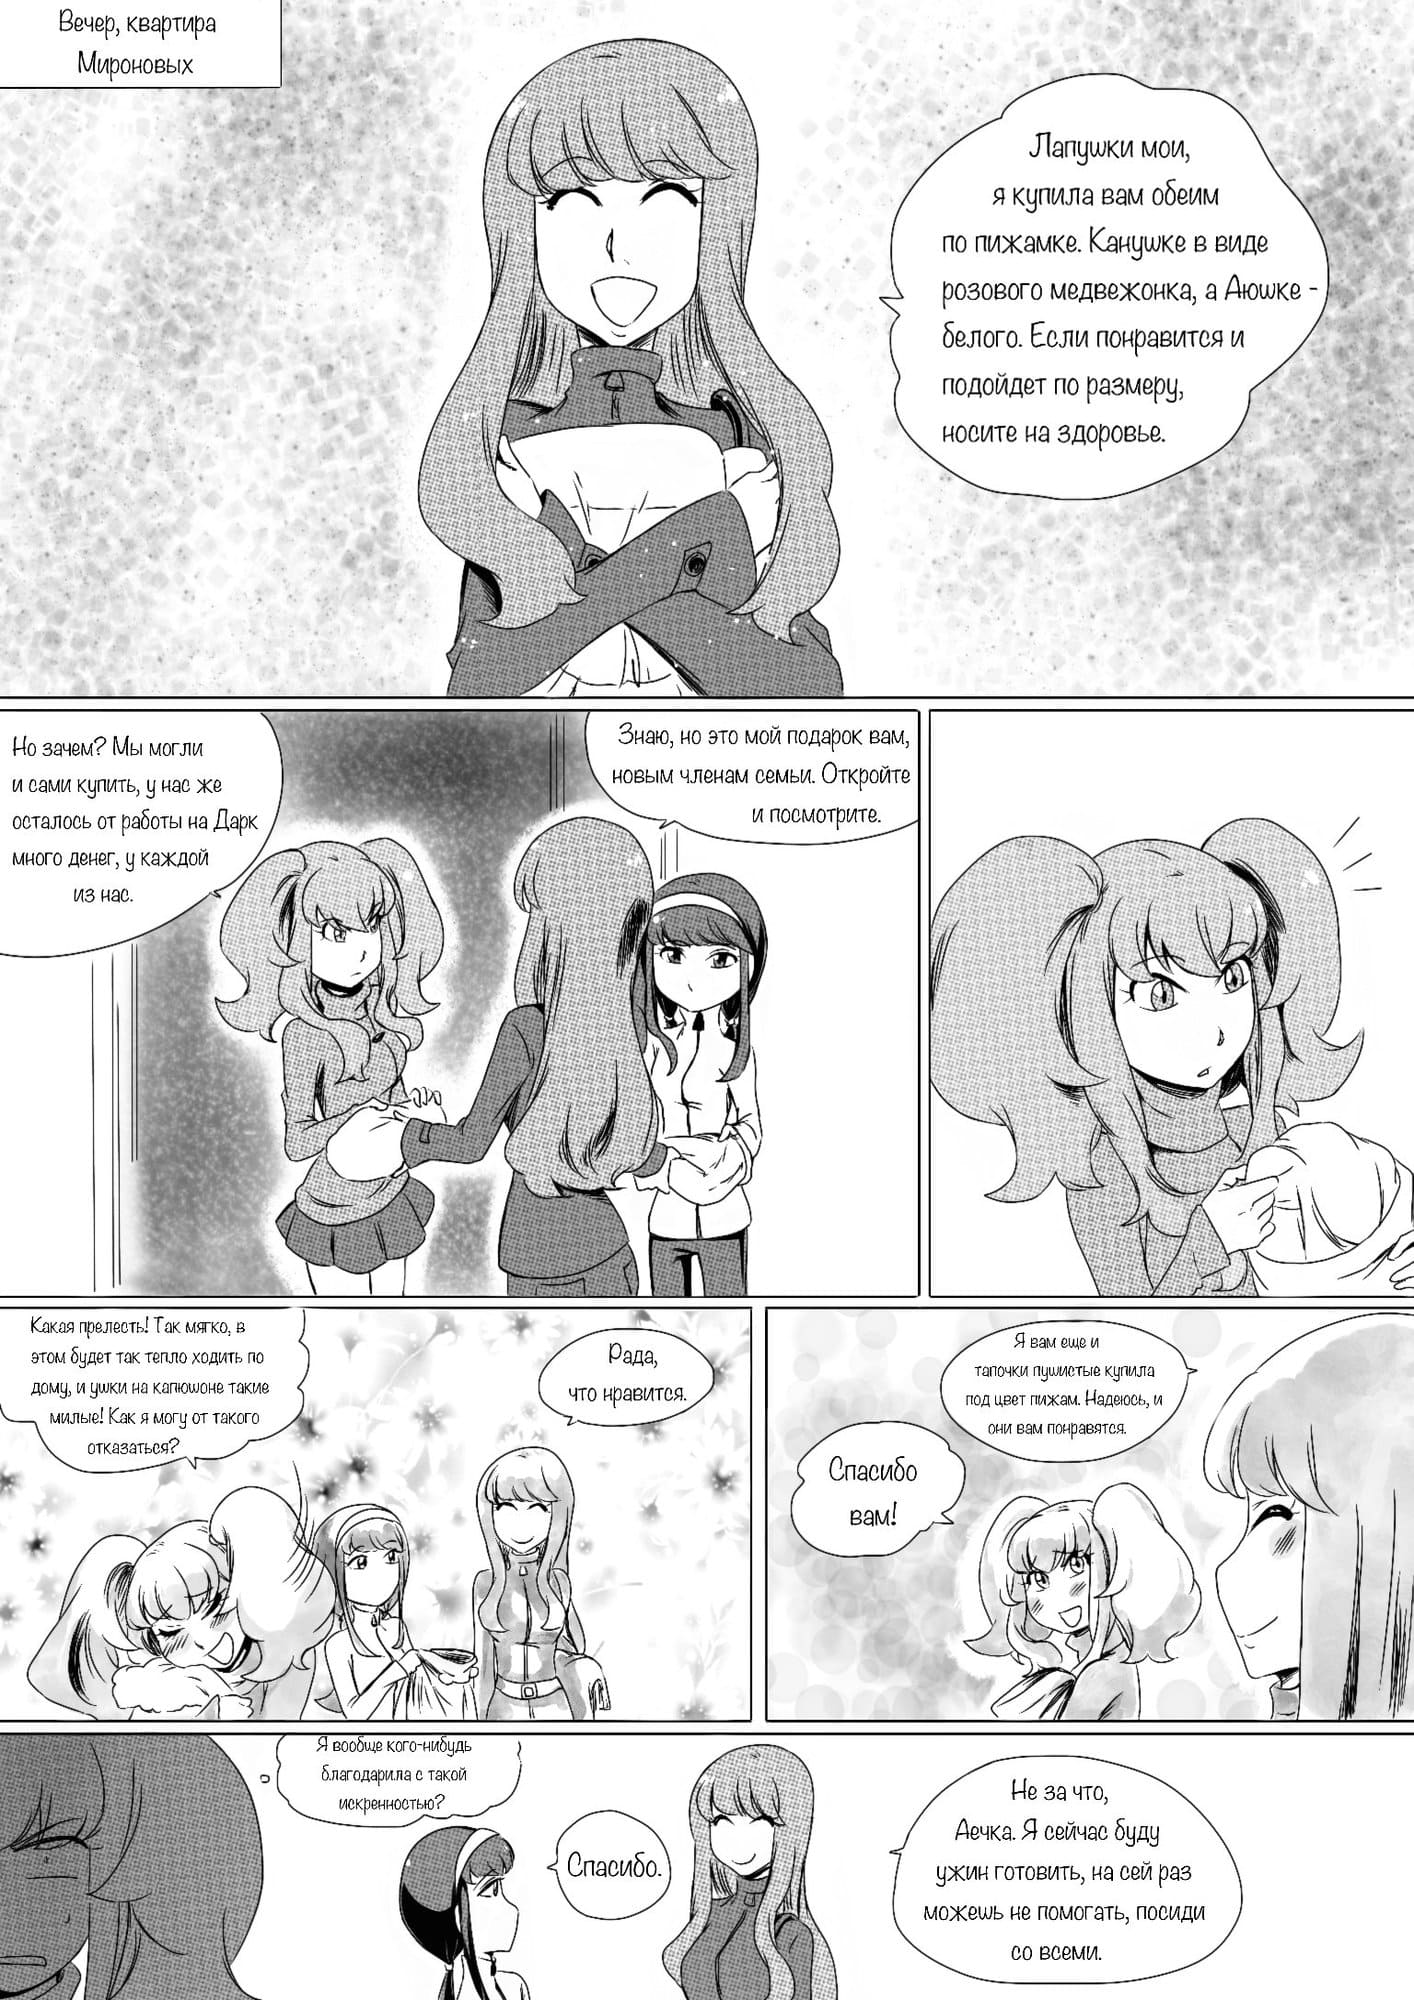 Вечер, квартира
Мироновых
Лапушки мои,
я купила вам обеим
по пижамке. Канушке в виде
розового медвежонка, а Аюшке -
белого. Если понравится и
подойдет по размеру,
носите на здоровье.
Но зачем? Мы могли
и сами купить, у нас же
осталось от работы на Дарк
много денег, у каждой
из нас.
Знаю, но это мой подарок вам,
новым членам семьи. Откройте
и посмотрите.
Какая прелесть! Так мягко, в
этом будет так тепло ходить по
дому, и ушки на капюшоне такие
милые! Как я могу от такого
отказаться?
Рада,
что нравится.
Я вам еще и
тапочки пушистые купила
под цвет пижам. Надеюсь, и
они вам понравятся.
Спасибо
вам!
Я вообще кого-нибудь
благодарила с такой
искренностью?
Спасибо.
Не за что,
Аечка. Я сейчас буду
ужин готовить, на сей раз
можешь не помогать, посиди
со всеми.